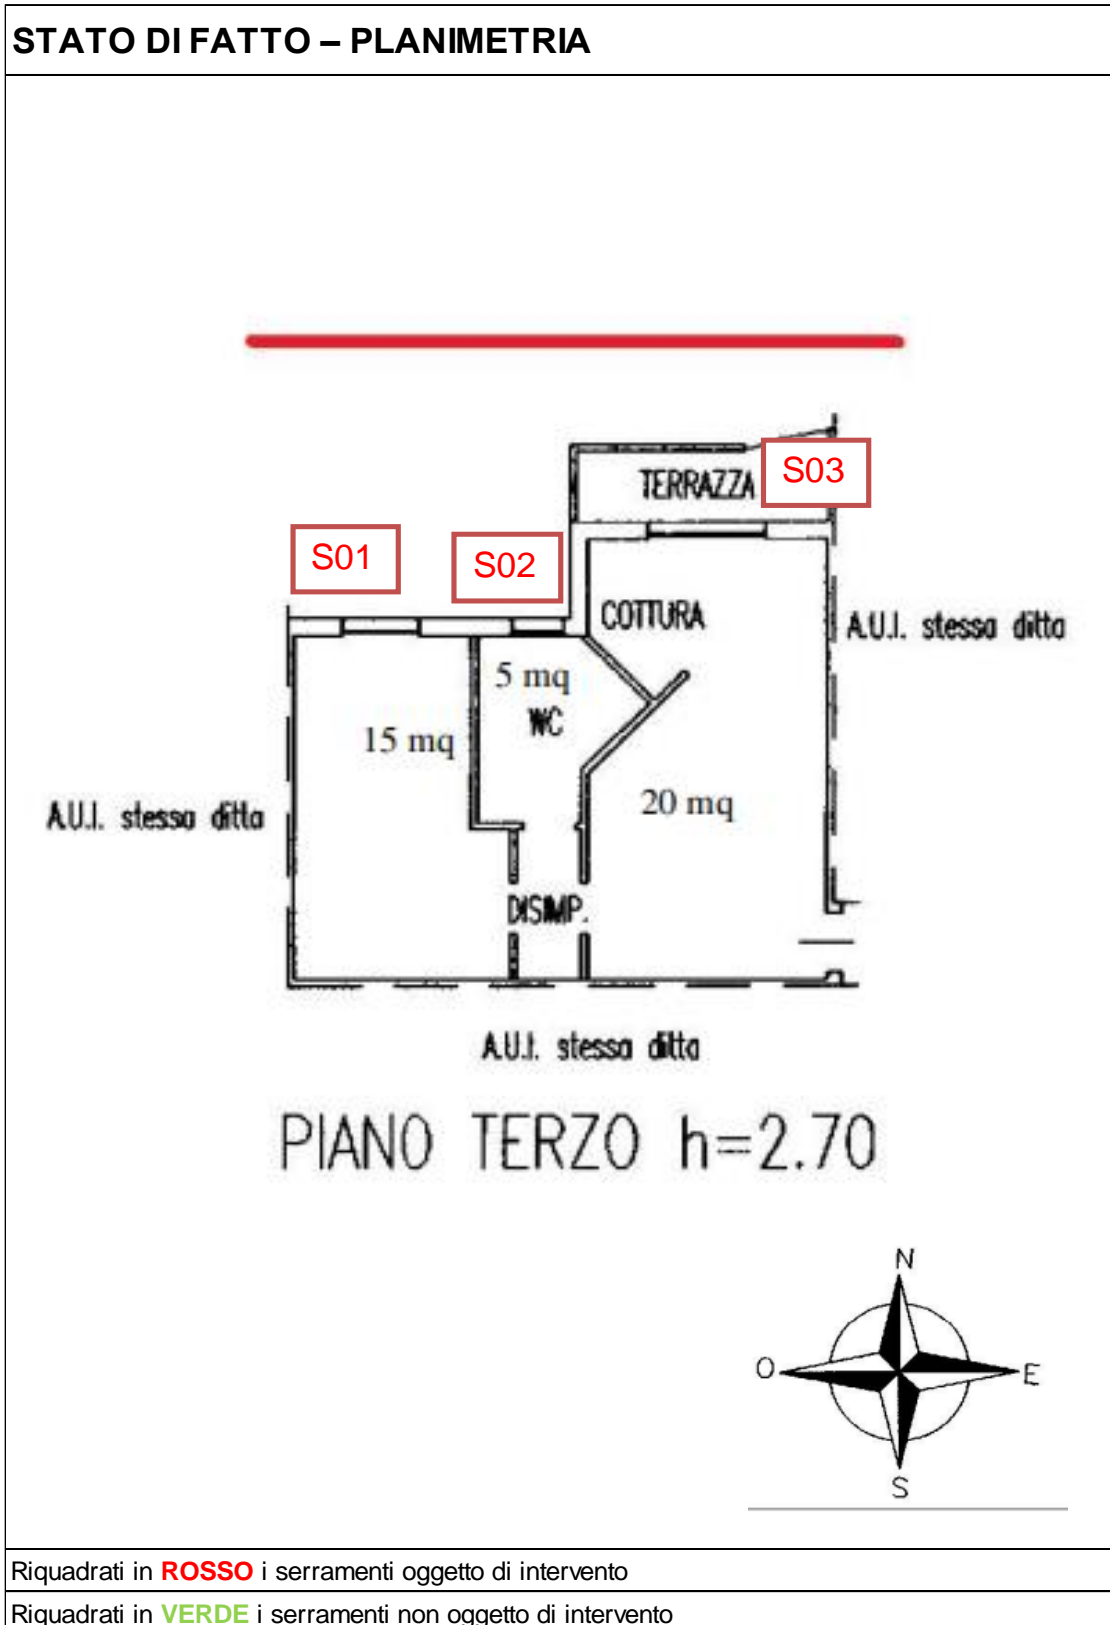 STATO DI FATTO – PLANIMETRIA
TERRAZZA
S03
S01
S02
COTTURA
A.U.I. stessa ditta
5 mq
WC
15 mq
20 mq
A.U.I. stessa ditta
DISIMP.
A.U.I. stessa ditta
PIANO TERZO h=2.70
N
O
E
S
Riquadrati in ROSSO i serramenti oggetto di intervento
Riquadrati in VERDE i serramenti non oggetto di intervento